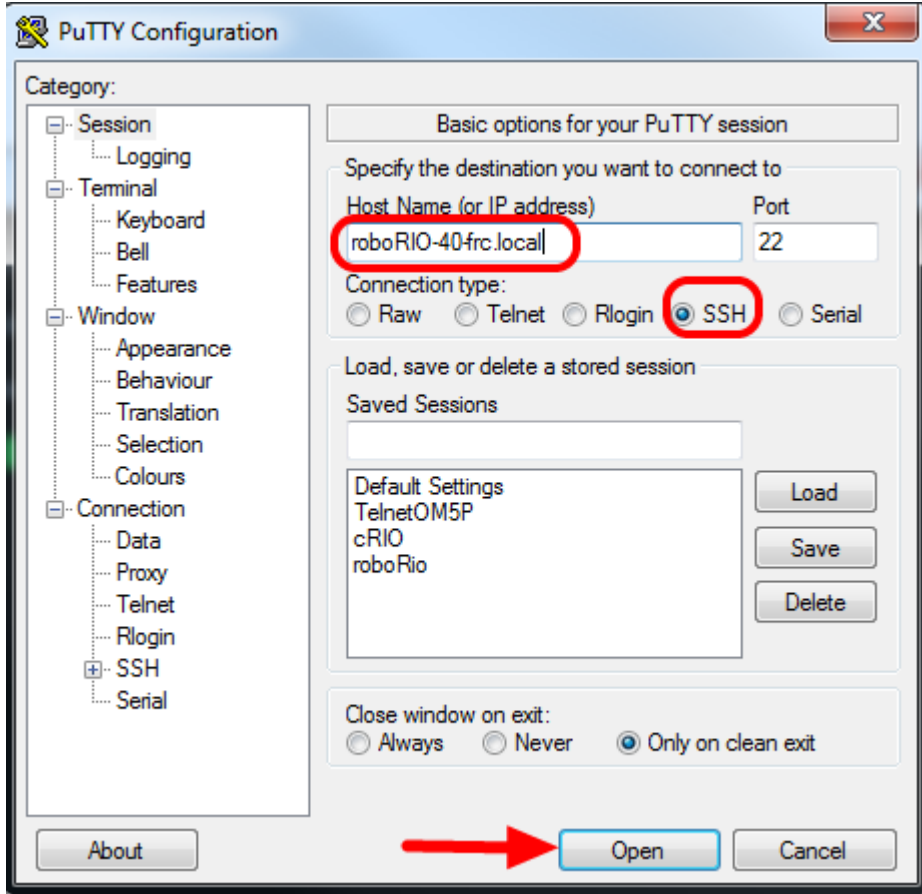 PuTTY Configuration
Category:
Session
Logging
Terminal
Keyboard
Bell
Features
Window
Appearance
Behaviour
Translation
Selection
Colours
Connection
Data
Proxy
Telnet
Rlogin
SSH
Serial
Basic options for your PuTTY session
Specify the destination you want to connect to
Host Name (or IP address) Port
roboRIO-40-frc.local 22
Connection type:
Raw Telnet Rlogin SSH Serial
Load, save or delete a stored session
Saved Sessions
Default Settings
TelnetOM5P
cRIO
roboRio
Load
Save
Delete
Close window on exit:
Always Never Only on clean exit
About Open Cancel